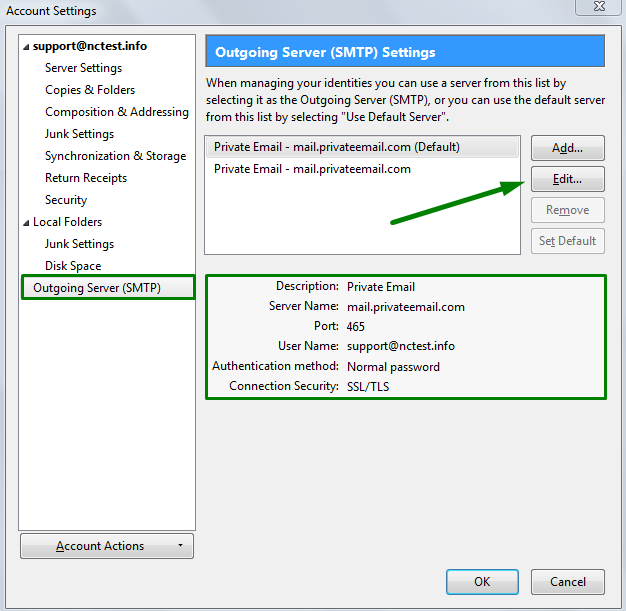 Account Settings
support@nctest.info
Server Settings
Copies & Folders
Composition & Addressing
Junk Settings
Synchronization & Storage
Return Receipts
Security
Local Folders
Junk Settings
Disk Space
Outgoing Server (SMTP)
Account Actions
Outgoing Server (SMTP) Settings
When managing your identities you can use a server from this list by
selecting it as the Outgoing Server (SMTP), or you can use the default server
from this list by selecting "Use Default Server".
Private Email - mail.privateemail.com (Default)
Private Email - mail.privateemail.com
Add...
Edit...
Remove
Set Default
Description: Private Email
Server Name: mail.privateemail.com
Port: 465
User Name: support@nctest.info
Authentication method: Normal password
Connection Security: SSL/TLS
OK
Cancel